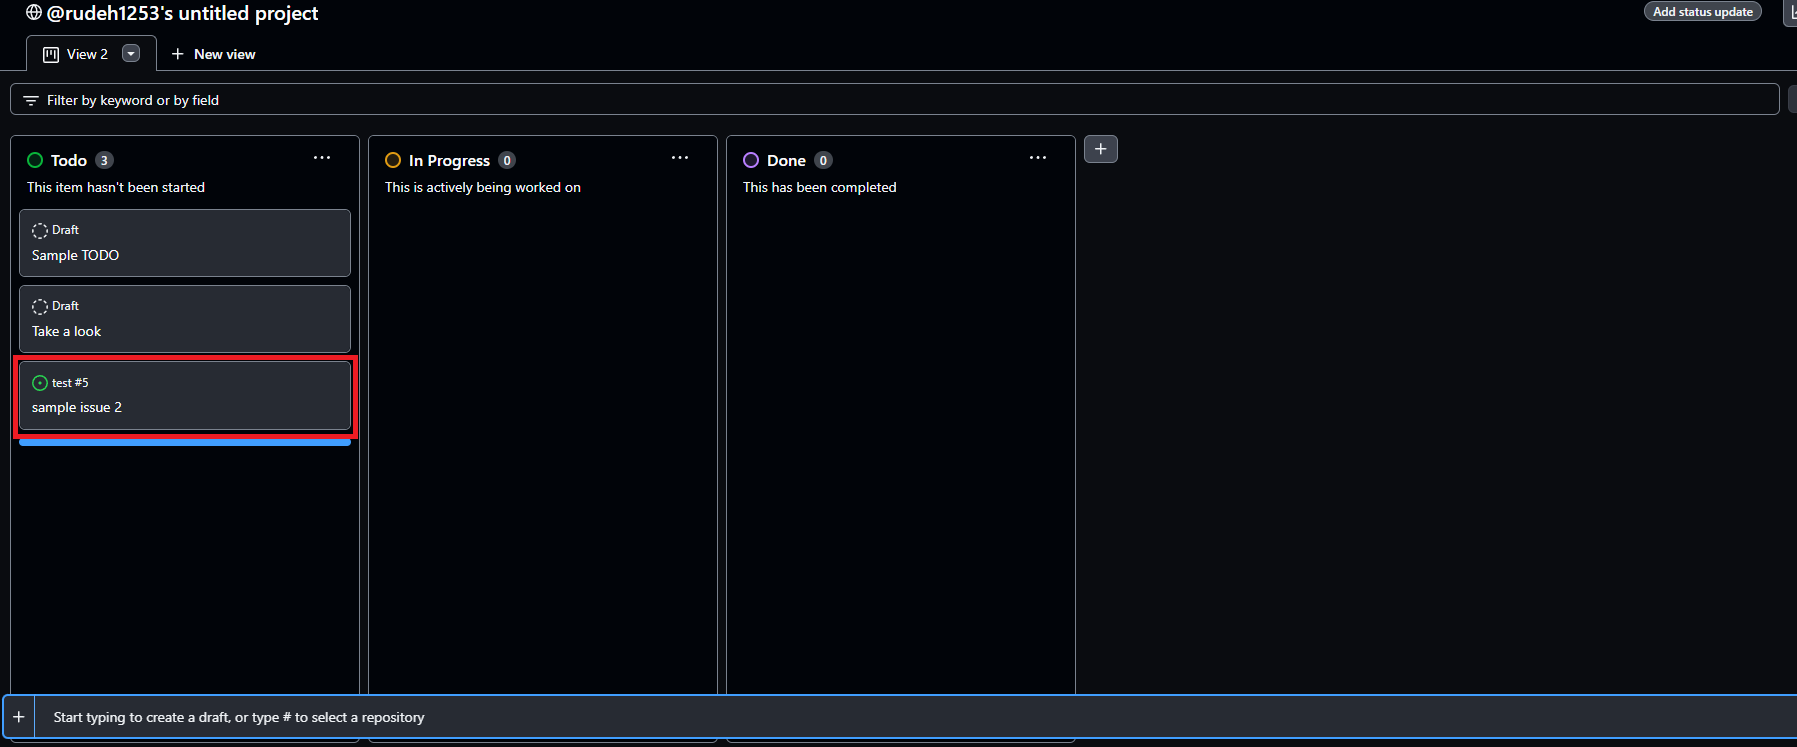 @rudeh1253's untitled project
Add status update
View 2
New view
Filter by keyword or by field
Todo 3
This item hasn't been started
Draft
Sample TODO
Draft
Take a look
test #5
sample issue 2
In Progress 0
This is actively being worked on
Done 0
This has been completed
Start typing to create a draft, or type # to select a repository